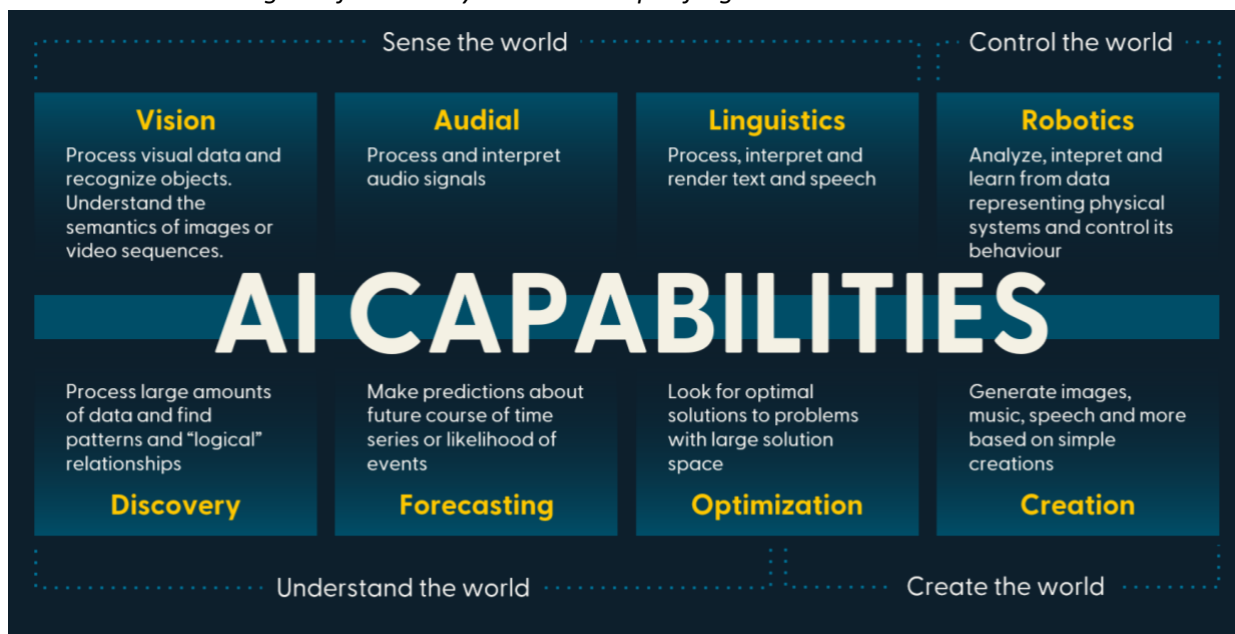 Sense the world
Control the world
Vision
Process visual data and
recognize objects.
Understand the
semantics of images or
video sequences.
Audial
Process and interpret
audio signals
Linguistics
Process, interpret and
render text and speech
Robotics
Analyze, intepret and
learn from data
representing physical
systems and control its
behaviour
AI CAPABILITIES
Process large amounts
of data and find
patterns and “logical”
relationships
Discovery
Make predictions about
future course of time
series or likelihood of
events
Forecasting
Look for optimal
solutions to problems
with large solution
space
Optimization
Generate images,
music, speech and more
based on simple
creations
Creation
Understand the world
Create the world